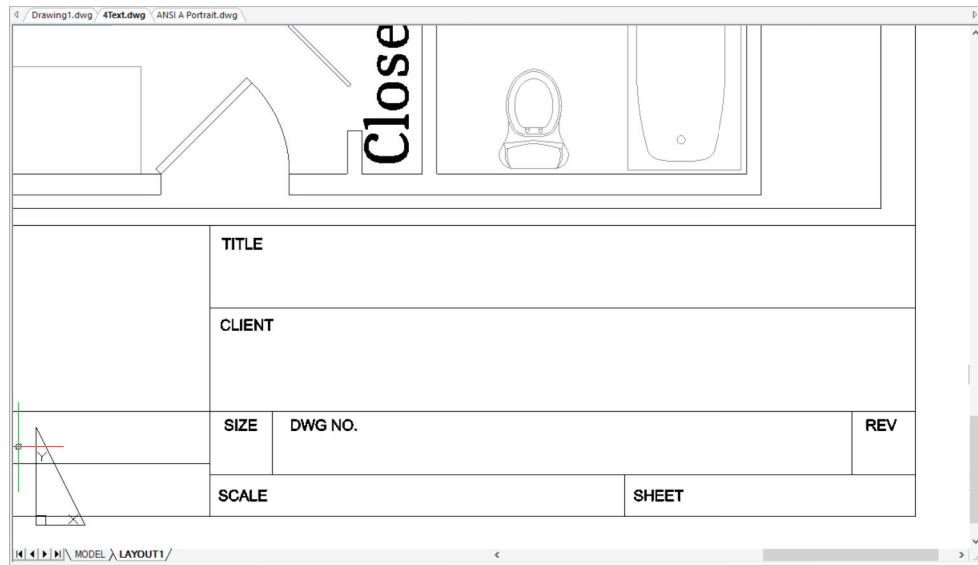 Drawing1.dwg 4Text.dwg ANSI A Portrait.dwg
Close
TITLE
CLIENT
SIZE DWG NO. REV
Y
SCALE SHEET
X
MODEL LAYOUT1